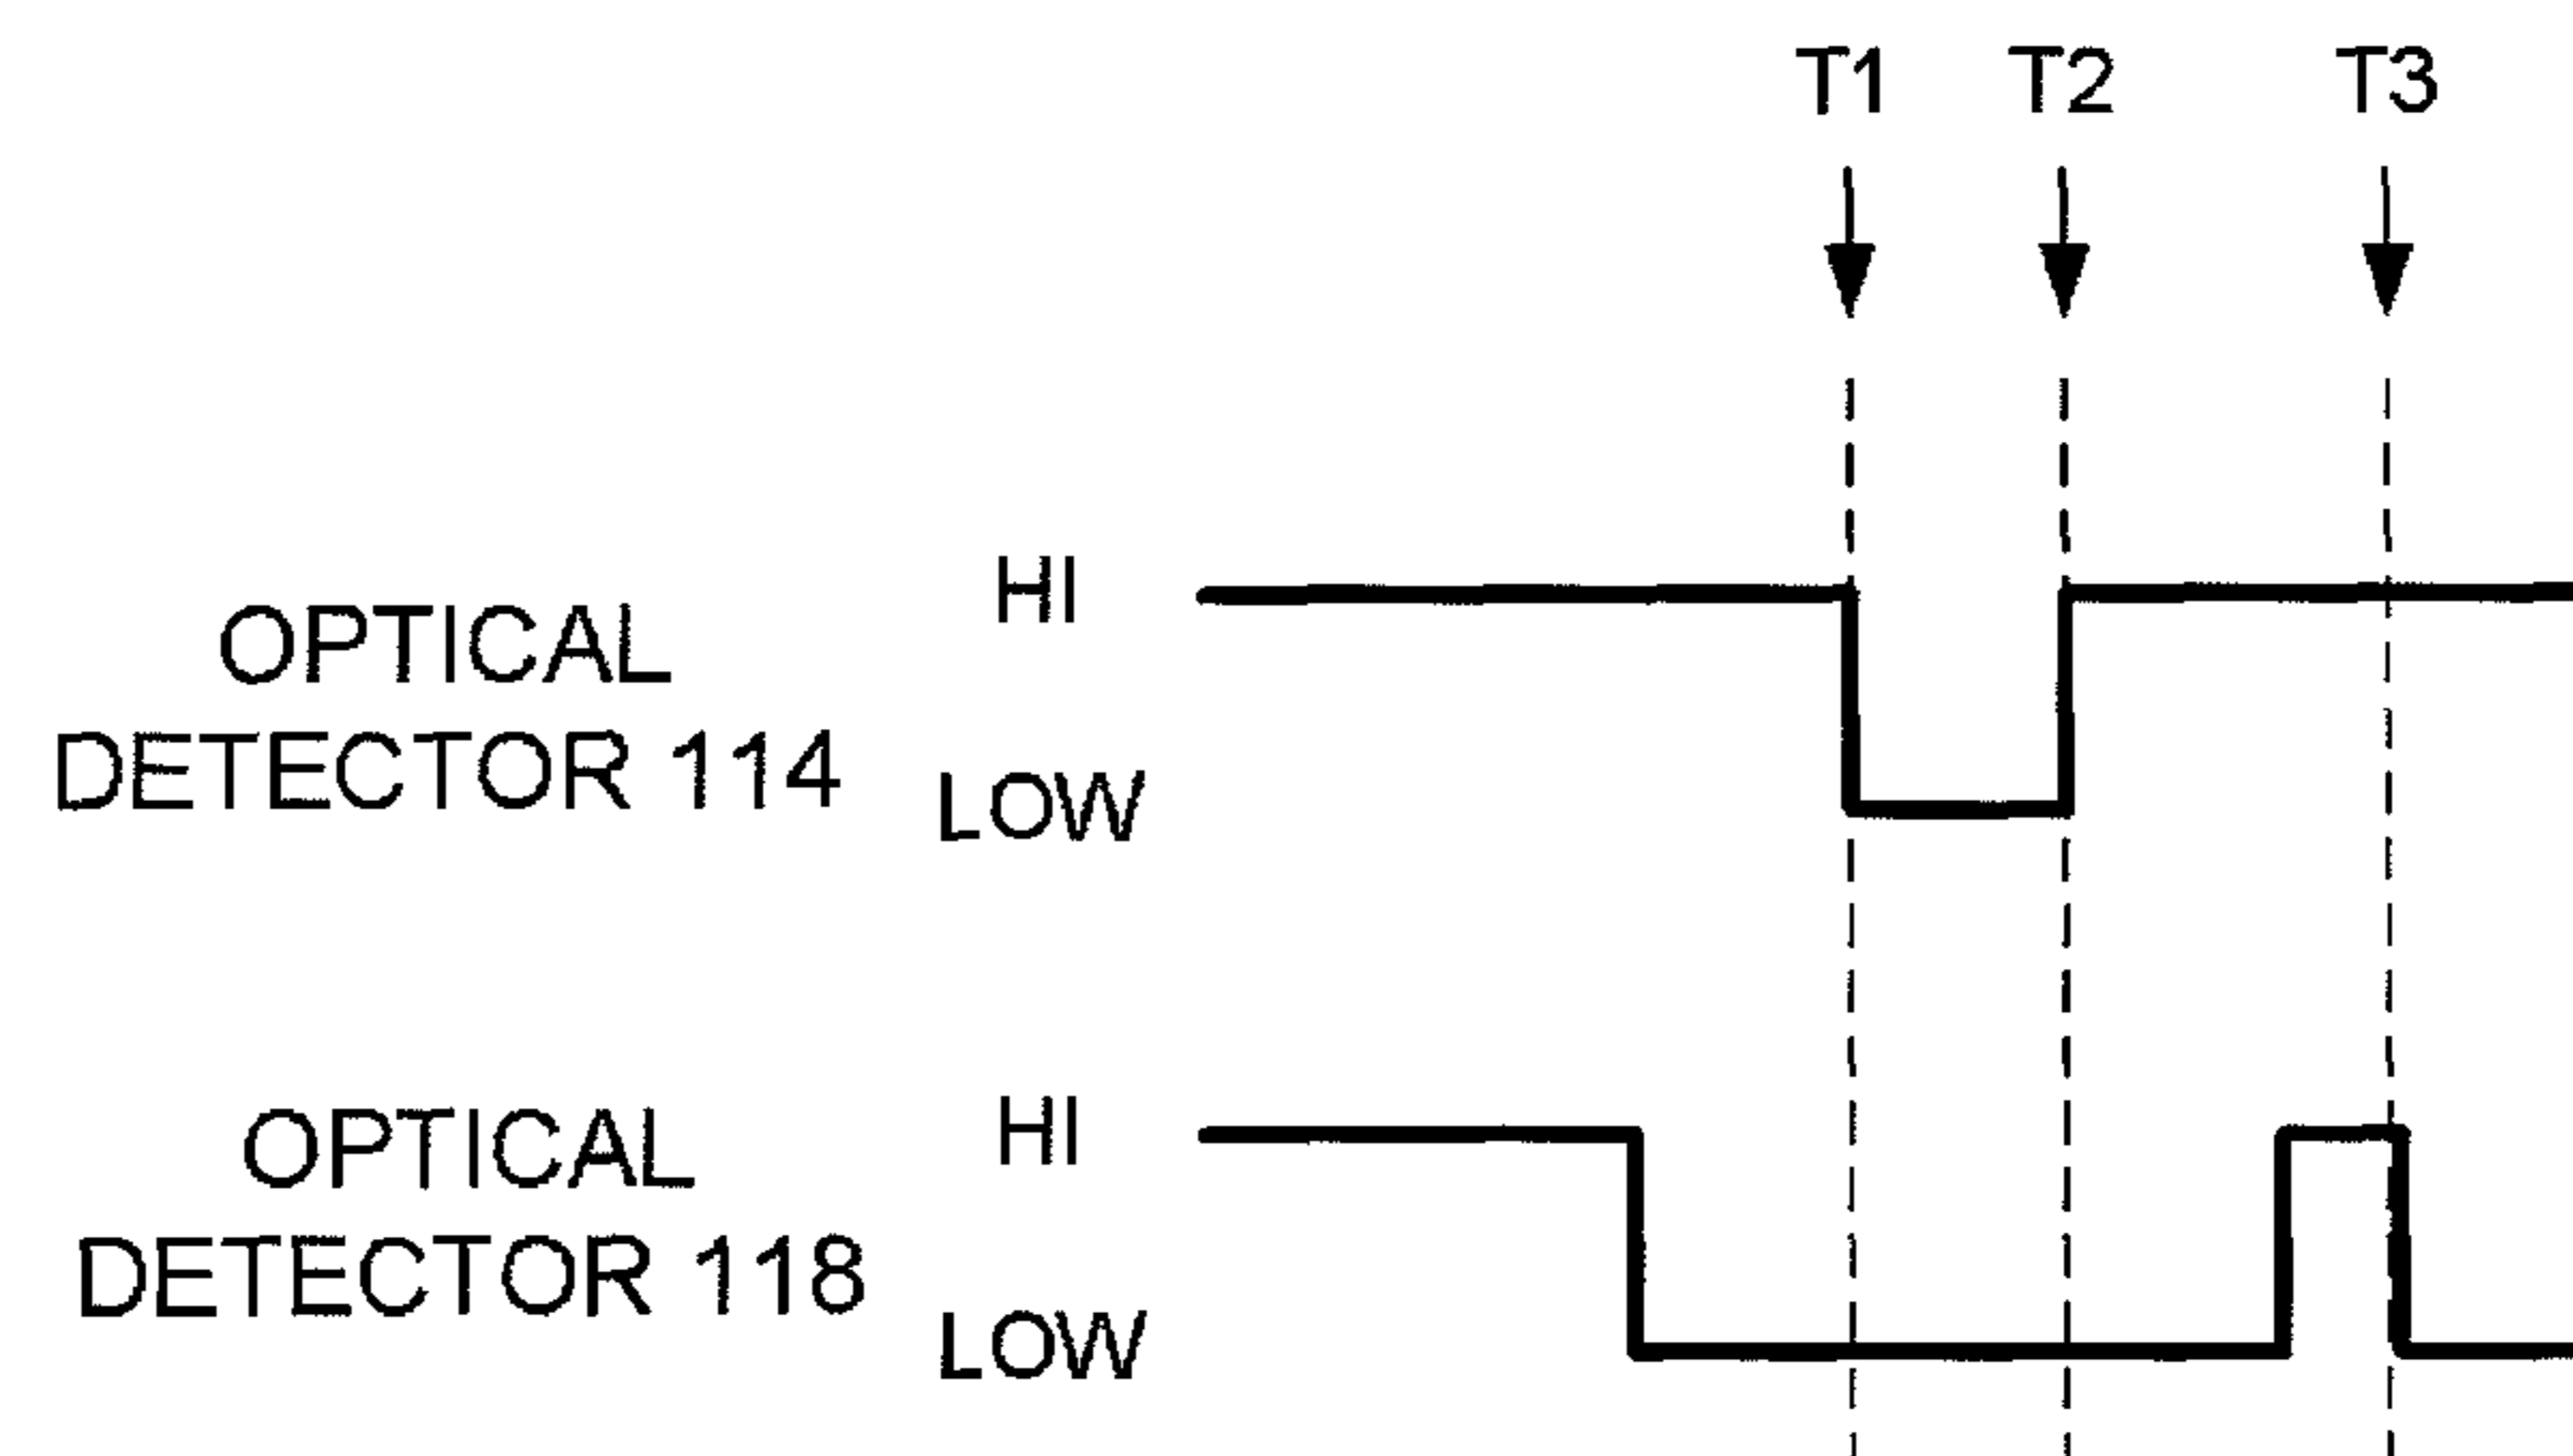 T1 T2 T3
HI
OPTICAL
DETECTOR 114
LOW
HI
OPTICAL
DETECTOR 118
LOW